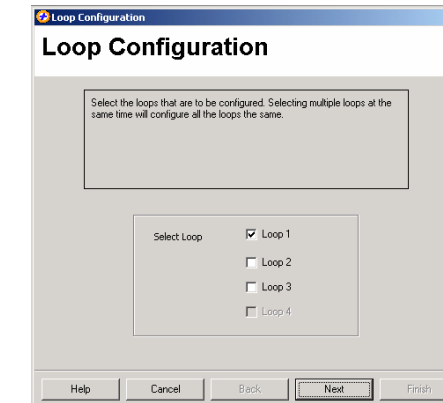 Loop Configuration
Loop Configuration
Select the loops that are to be configured. Selecting multiple loops at the
same time will configure all the loops the same.
Select Loop
Loop 1
Loop 2
Loop 3
Loop 4
Help Cancel Back Next Finish